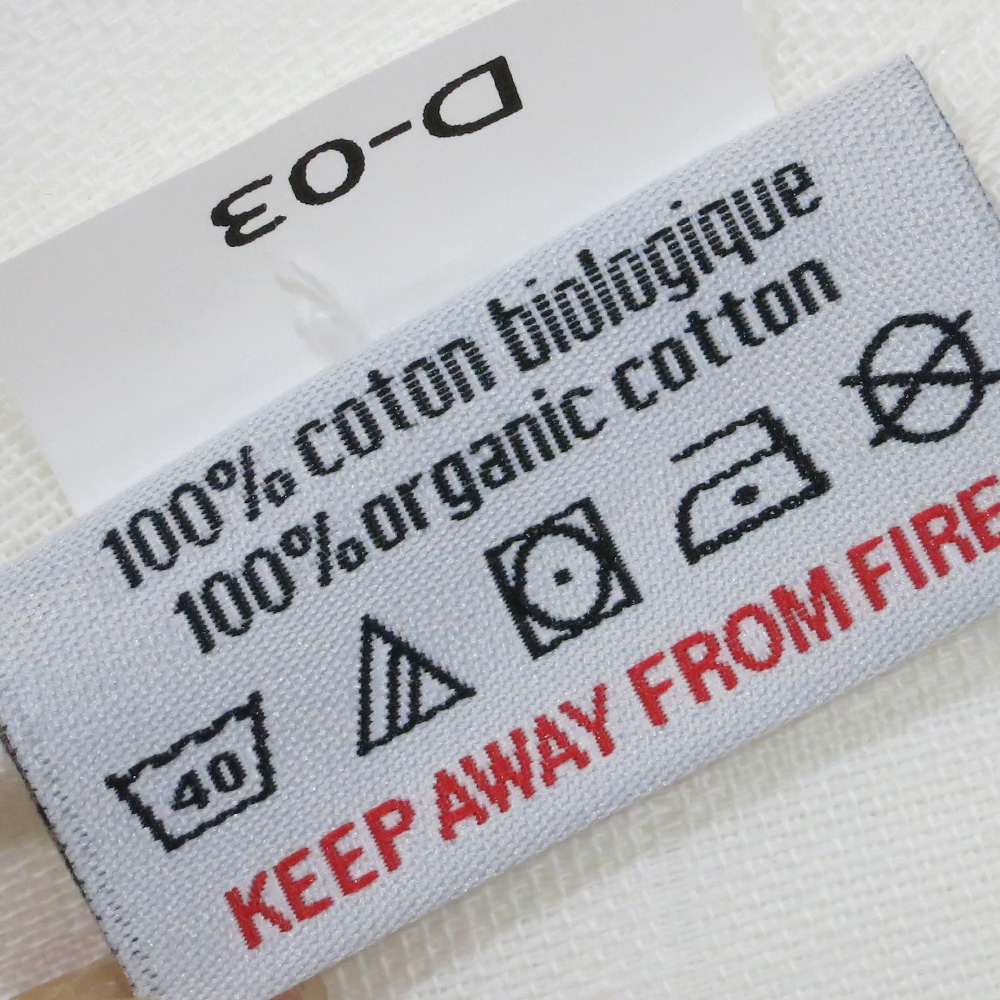 D-03
100% coton biologique
100% organic cotton
40
KEEP AWAY FROM FIRE